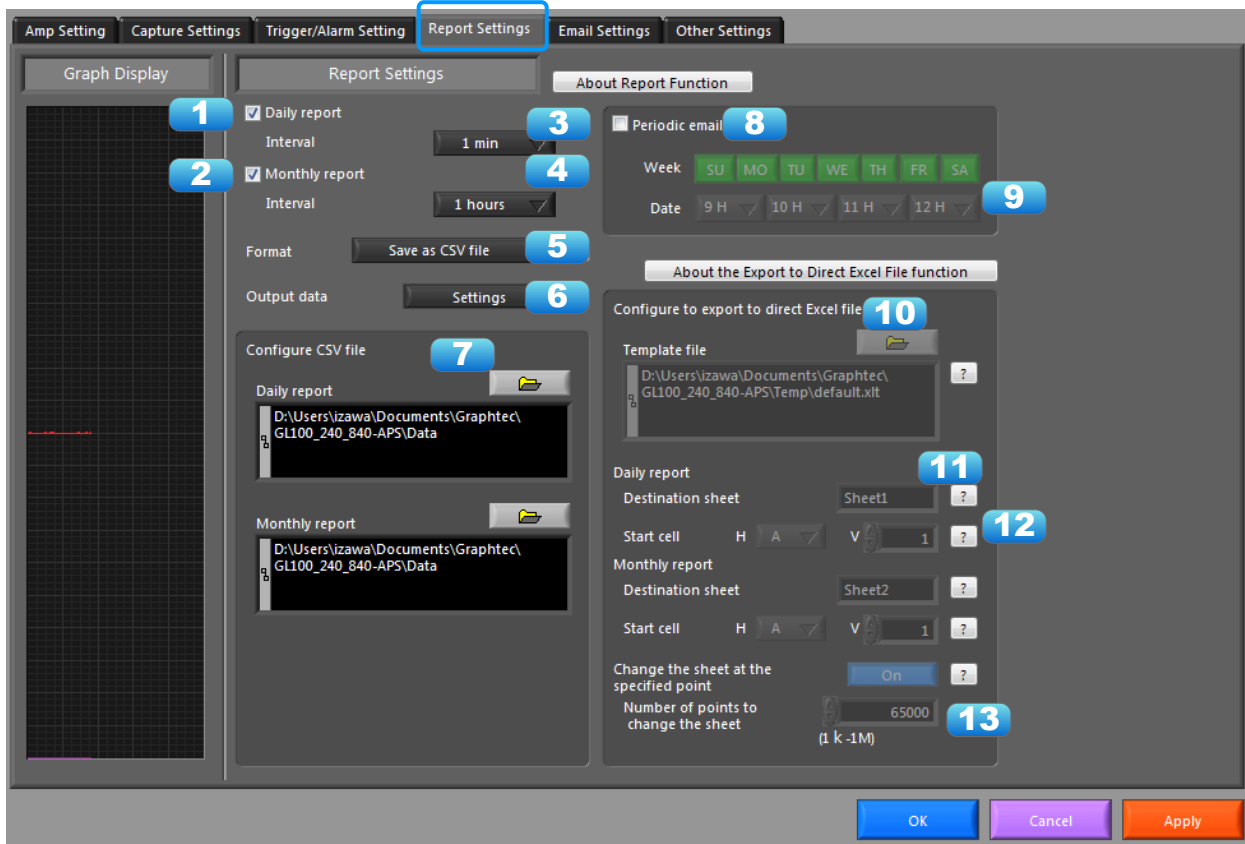 Amp Setting Capture Settings Trigger/Alarm Setting Report Settings Email Settings Other Settings
Graph Display
Report Settings
About Report Function
1
Daily report
3
Interval 1 min
2
Monthly report
4
Interval 1 hours
Format Save as CSV file 5
Output data Settings 6
Configure CSV file 7
Daily report
D:\Users\izawa\Documents\Graphtec\
GL100_240_840-APS\Data
Monthly report
D:\Users\izawa\Documents\Graphtec\
GL100_240_840-APS\Data
Periodic email 8
Week SU MO TU WE TH FR SA
Date 9 H 10 H 11 H 12 H 9
About the Export to Direct Excel File function
Configure to export to direct Excel file 10
Template file
D:\Users\izawa\Documents\Graphtec\
GL100_240_840-APS\Temp\default.xlt
?
Daily report 11
Destination sheet Sheet1 ?
12
Start cell H A V 1 ?
Monthly report
Destination sheet Sheet2 ?
Start cell H A V 1 ?
Change the sheet at the
specified point
On ?
Number of points to
change the sheet
65000 13
(1 k -1M)
OK Cancel Apply